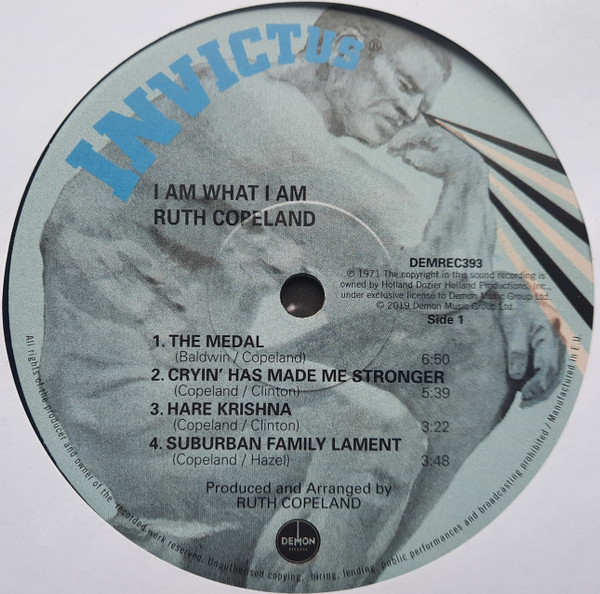 INVICTUS®
I AM WHAT I AM
RUTH COPELAND
DEMREC393
℗ 1971 The copyright in this sound recording is
owned by Holland Dozier Holland Productions, Inc.,
under exclusive license to Demon Music Group Ltd.
© 2019 Demon Music Group Ltd.
Side 1
1. THE MEDAL
(Baldwin / Copeland) 6:50
2. CRYIN' HAS MADE ME STRONGER
(Copeland / Clinton) 5:39
3. HARE KRISHNA
(Copeland / Clinton) 3:22
4. SUBURBAN FAMILY LAMENT
(Copeland / Hazel) 3:48
Produced and Arranged by
RUTH COPELAND
DEMON
RECORDS
All rights of the producer and owner of the recorded work reserved. Unauthorised copying, hiring, lending, public performances and broadcasting prohibited / Manufactured in E.U.